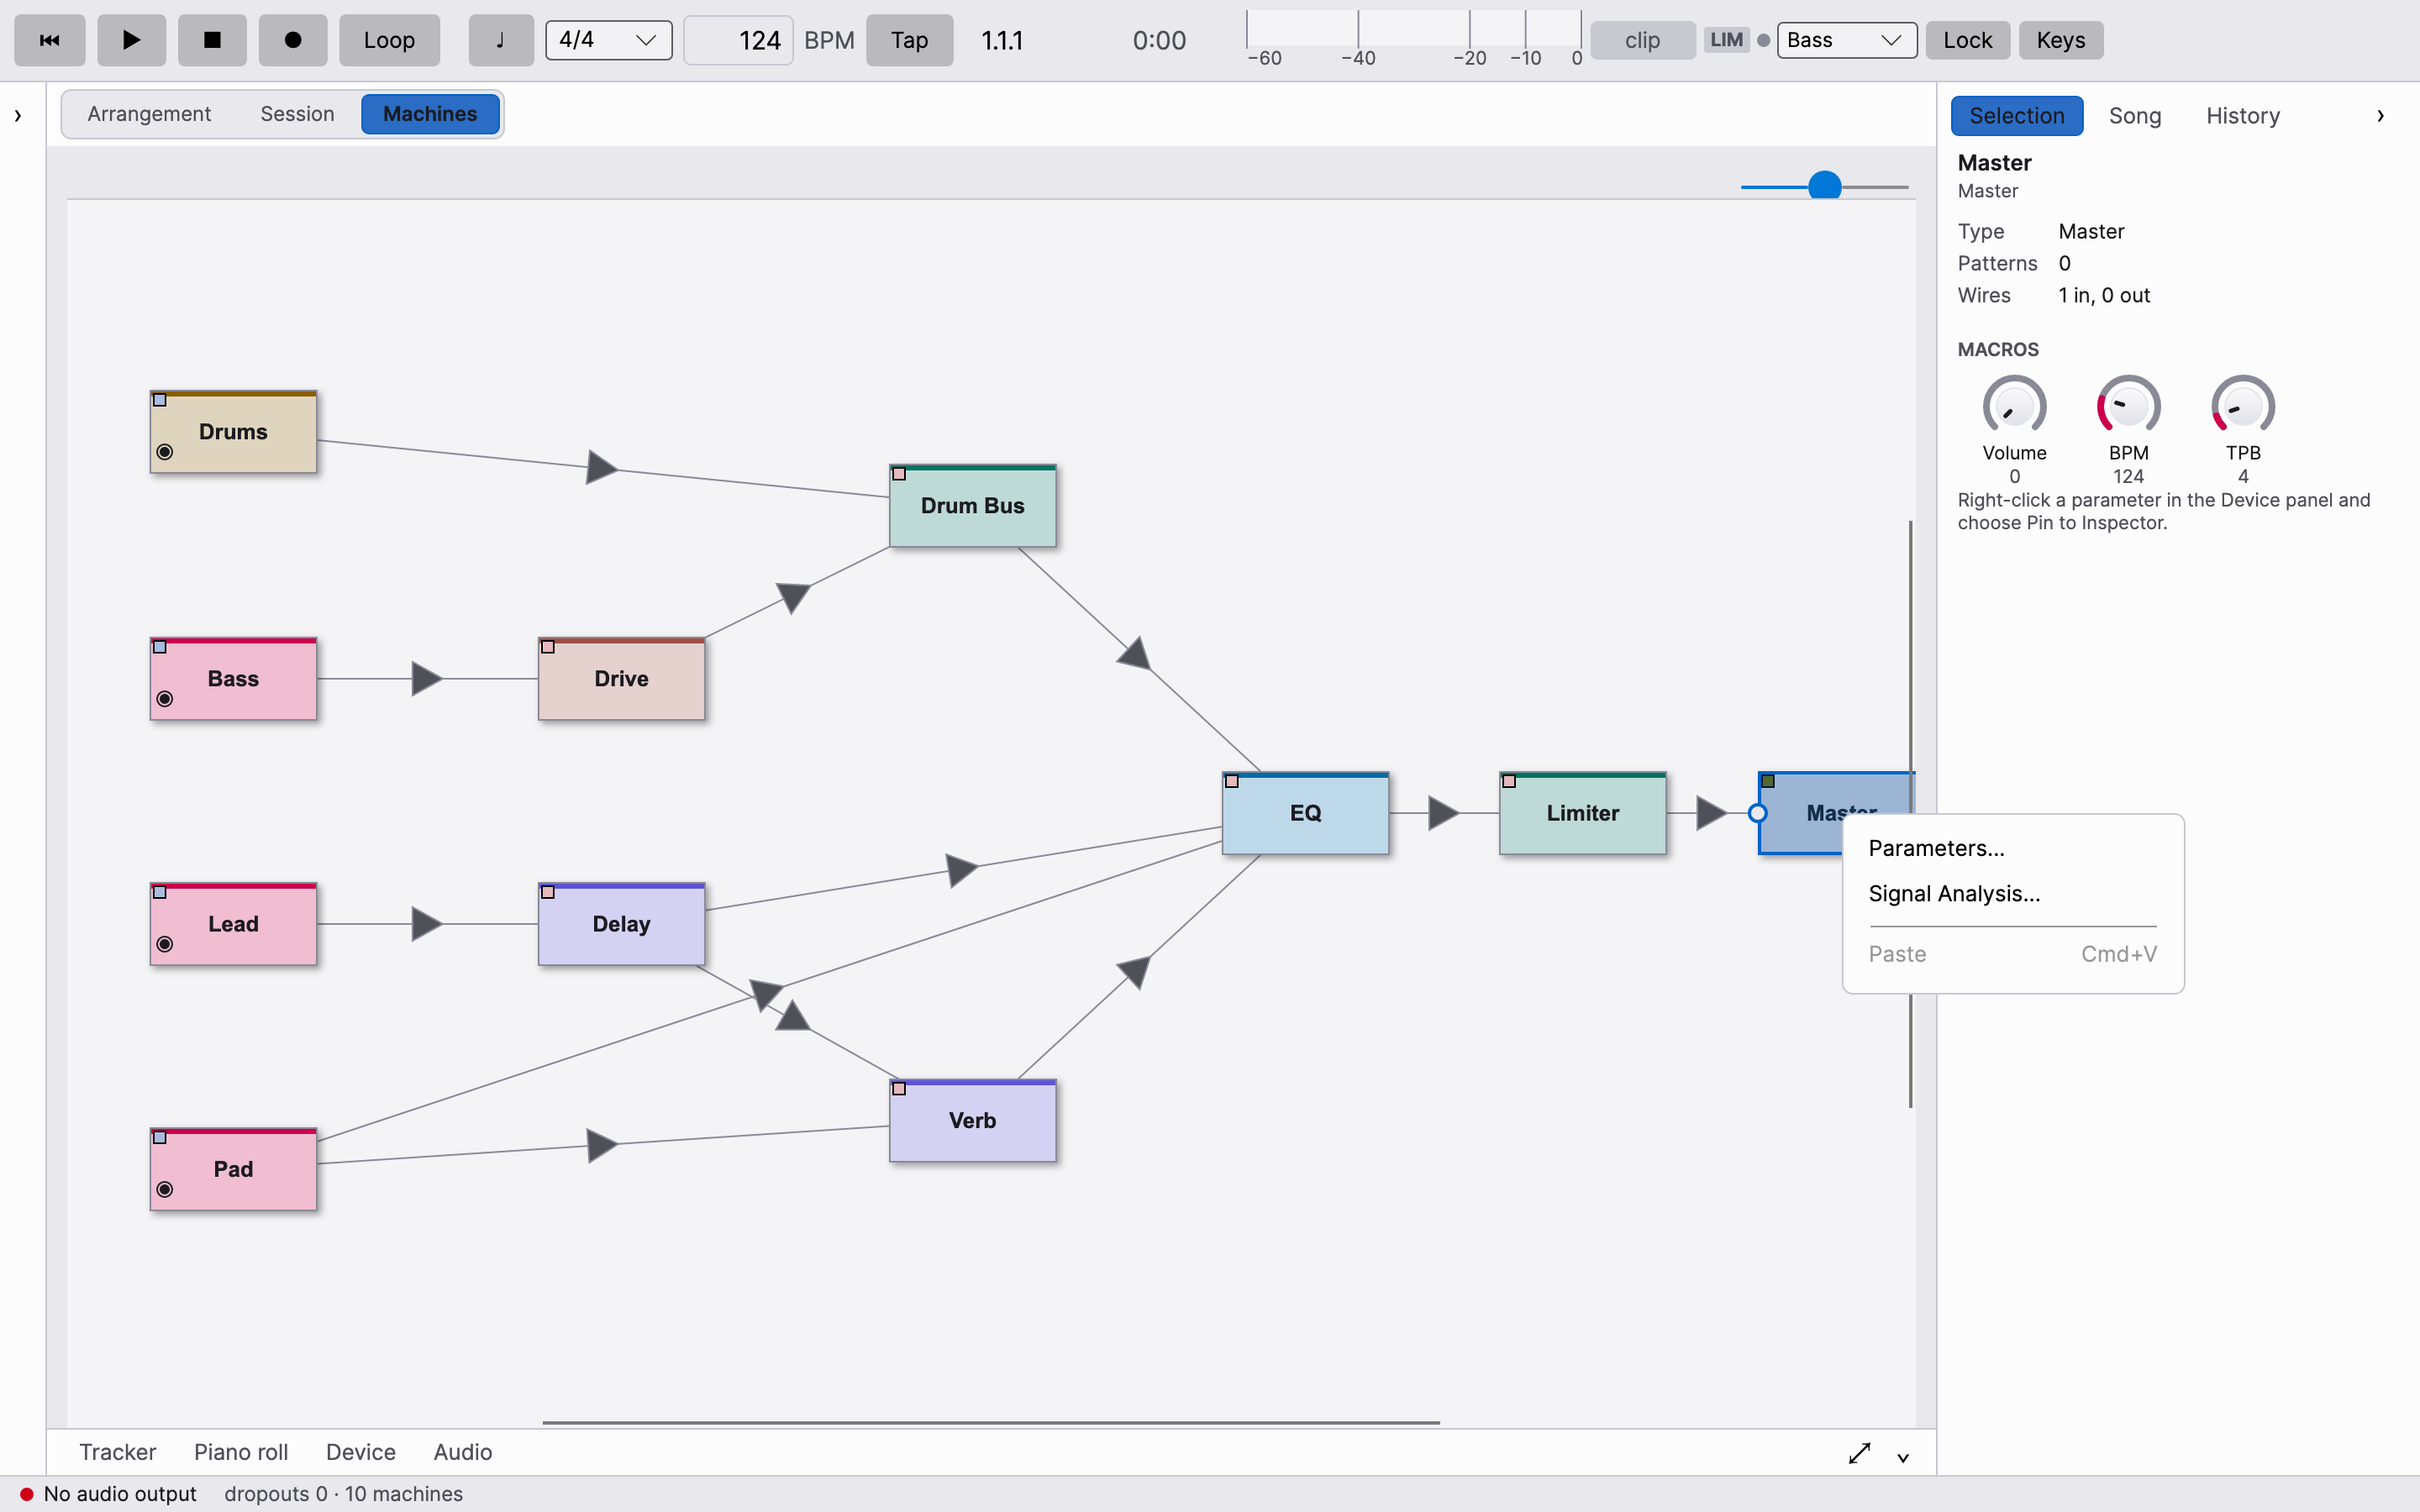 Loop
4/4
124 BPM
Tap
1.1.1
0:00
−60 −40 −20 −10 0
clip
LIM
Bass
Lock
Keys
Arrangement
Session
Machines
Selection
Song
History
Master
Master
Type Master
Patterns 0
Wires 1 in, 0 out
MACROS
Volume BPM TPB
0 124 4
Right-click a parameter in the Device panel and
choose Pin to Inspector.
Drums
Drum Bus
Bass
Drive
EQ
Limiter
Master
Lead
Delay
Verb
Pad
Parameters...
Signal Analysis...
Paste Cmd+V
Tracker
Piano roll
Device
Audio
No audio output
dropouts 0 · 10 machines